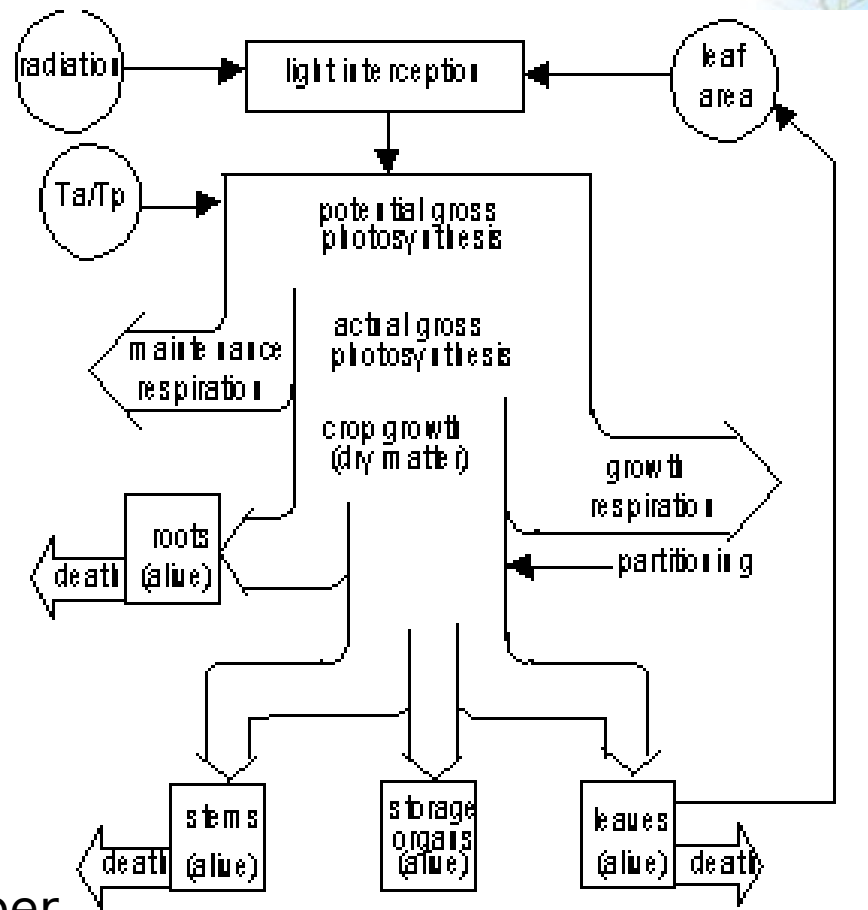 radiation
light interception
leaf
area
Ta/Tp
potential gross
photosynthesis
actual gross
photosynthesis
maintenance
respiration
crop growth
(dry matter)
growth
respiration
roots
(alive)
death
partitioning
stems
(alive)
death
storage
organs
(alive)
leaves
(alive)
death